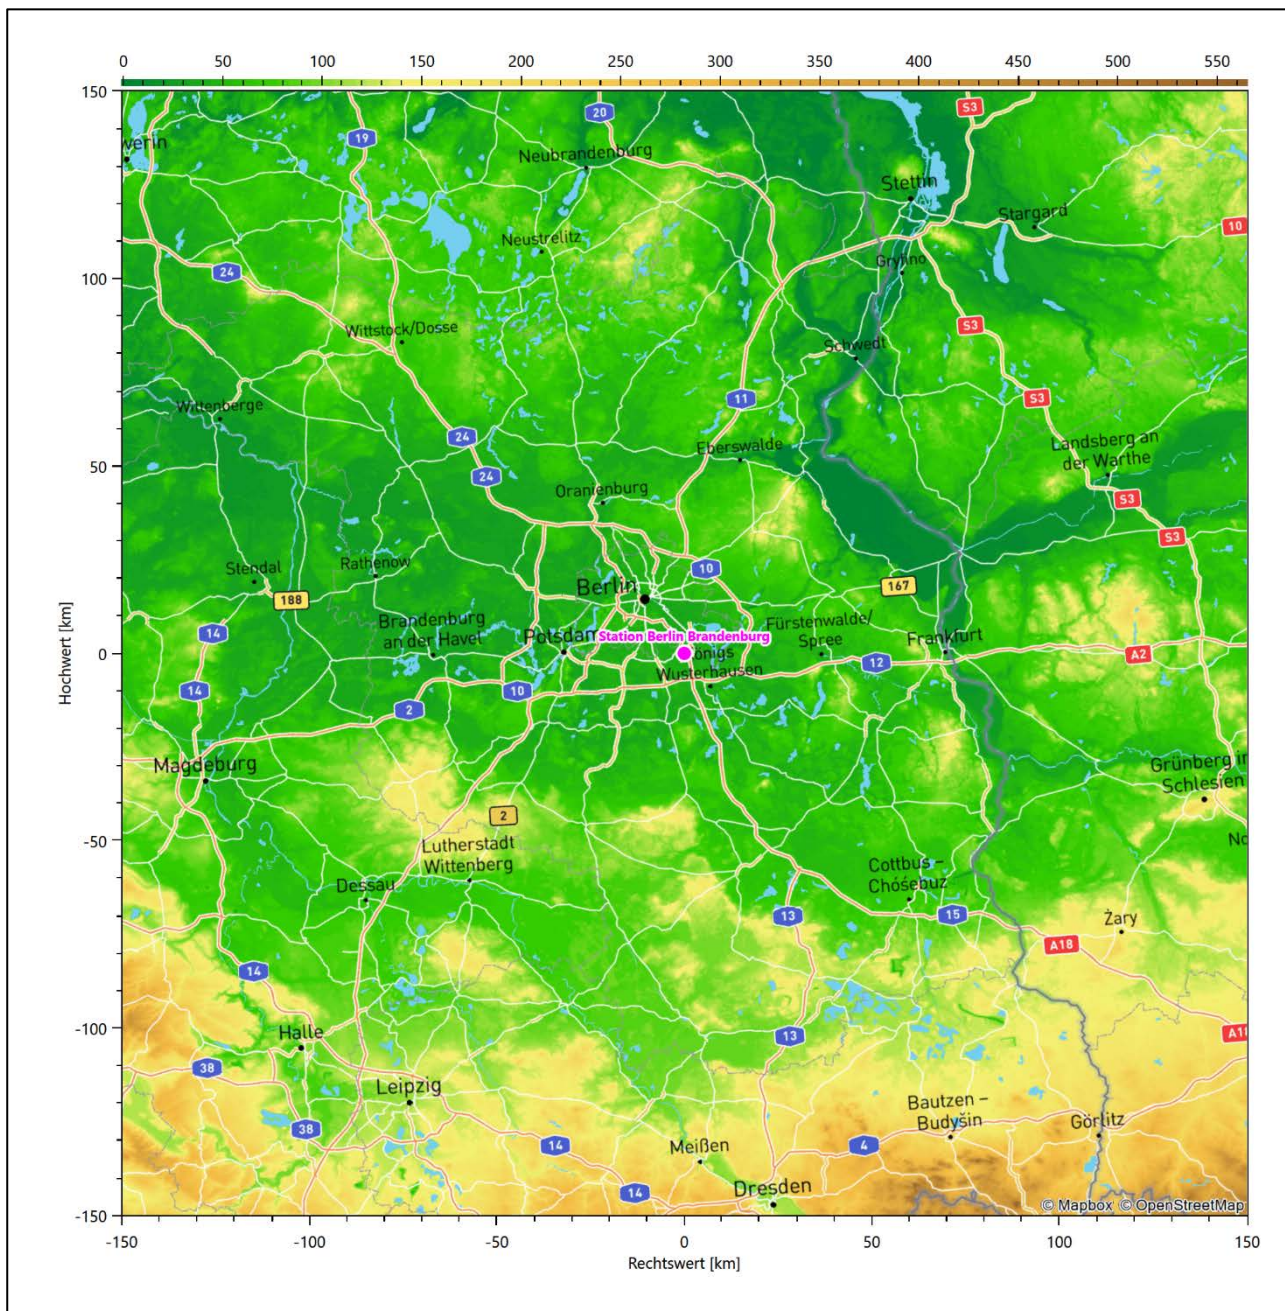 0 50 100 150 200 250 300 350 400 450 500 550
150
S3
20
19
werin
Neubrandenburg
Stettin
Stargard
10
Neustrelitz
Gryfino
24
100
S3
Wittstock/Dosse
Schwedt
11
S3
Wittenberge
24
Eberswalde
Landsberg an
der Warthe
50
24
Oranienburg
S3
S3
Stendal
Rathenow
10
Berlin
188
167
Brandenburg
an der Havel
14
Potsdam
Station Berlin Brandenburg
Fürstenwalde/
Spree
Frankfurt
A2
0
Königs
Wusterhausen
12
14
10
2
Hochwert [km]
Magdeburg
Grünberg in
Schlesien
2
No
-50
Lutherstadt
Wittenberg
Cottbus –
Chóśebuz
Dessau
13
15
Żary
A18
14
-100
Halle
13
A18
38
Leipzig
Bautzen –
Budyšin
Görlitz
38
14
4
Meißen
14
Dresden
-150
© Mapbox © OpenStreetMap
-150 -100 -50 0 50 100 150
Rechtswert [km]